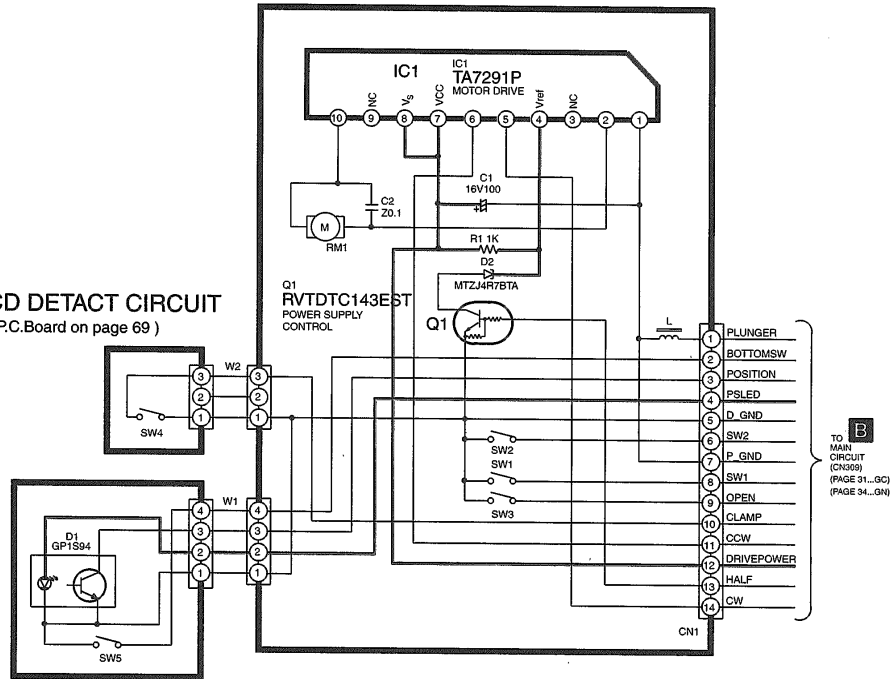 IC1
IC1
TA7291P
MOTOR DRIVE
NC
Vs
VCC
Vref
NC
10 9 8 7 6 5 4 3 2 1
C1
16V100
+
C2
Z0.1
M
RM1
R1 1K
D2
MTZJ4R7BTA
Q1
RVTDTC143EST
POWER SUPPLY
CONTROL
Q1
L
CD DETACT CIRCUIT
P.C.Board on page 69 )
W2
3 3
2 2
1 1
SW4
W1
4 4
3 3
2 2
1 1
D1
GP1S94
SW5
SW2
SW1
SW3
1 PLUNGER
2 BOTTOMSW
3 POSITION
4 PSLED
5 D_GND
6 SW2
7 P_GND
8 SW1
9 OPEN
10 CLAMP
11 CCW
12 DRIVEPOWER
13 HALF
14 CW
CN1
TO B
MAIN
CIRCUIT
(CN309)
(PAGE 31...GC)
(PAGE 34...GN)